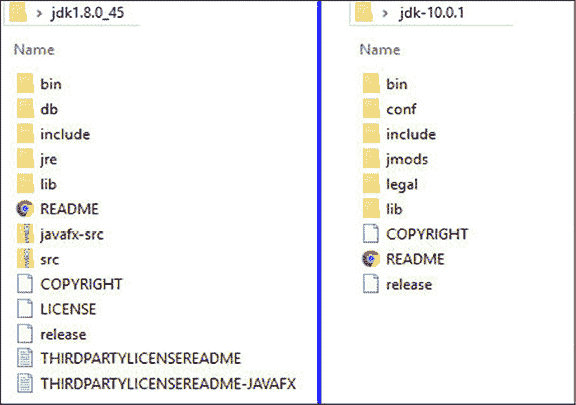 jdk1.8.0_45
Name
bin
db
include
jre
lib
README
javafx-src
src
COPYRIGHT
LICENSE
release
THIRDPARTYLICENSEREADME
THIRDPARTYLICENSEREADME-JAVAFX
jdk-10.0.1
Name
bin
conf
include
jmods
legal
lib
COPYRIGHT
README
release